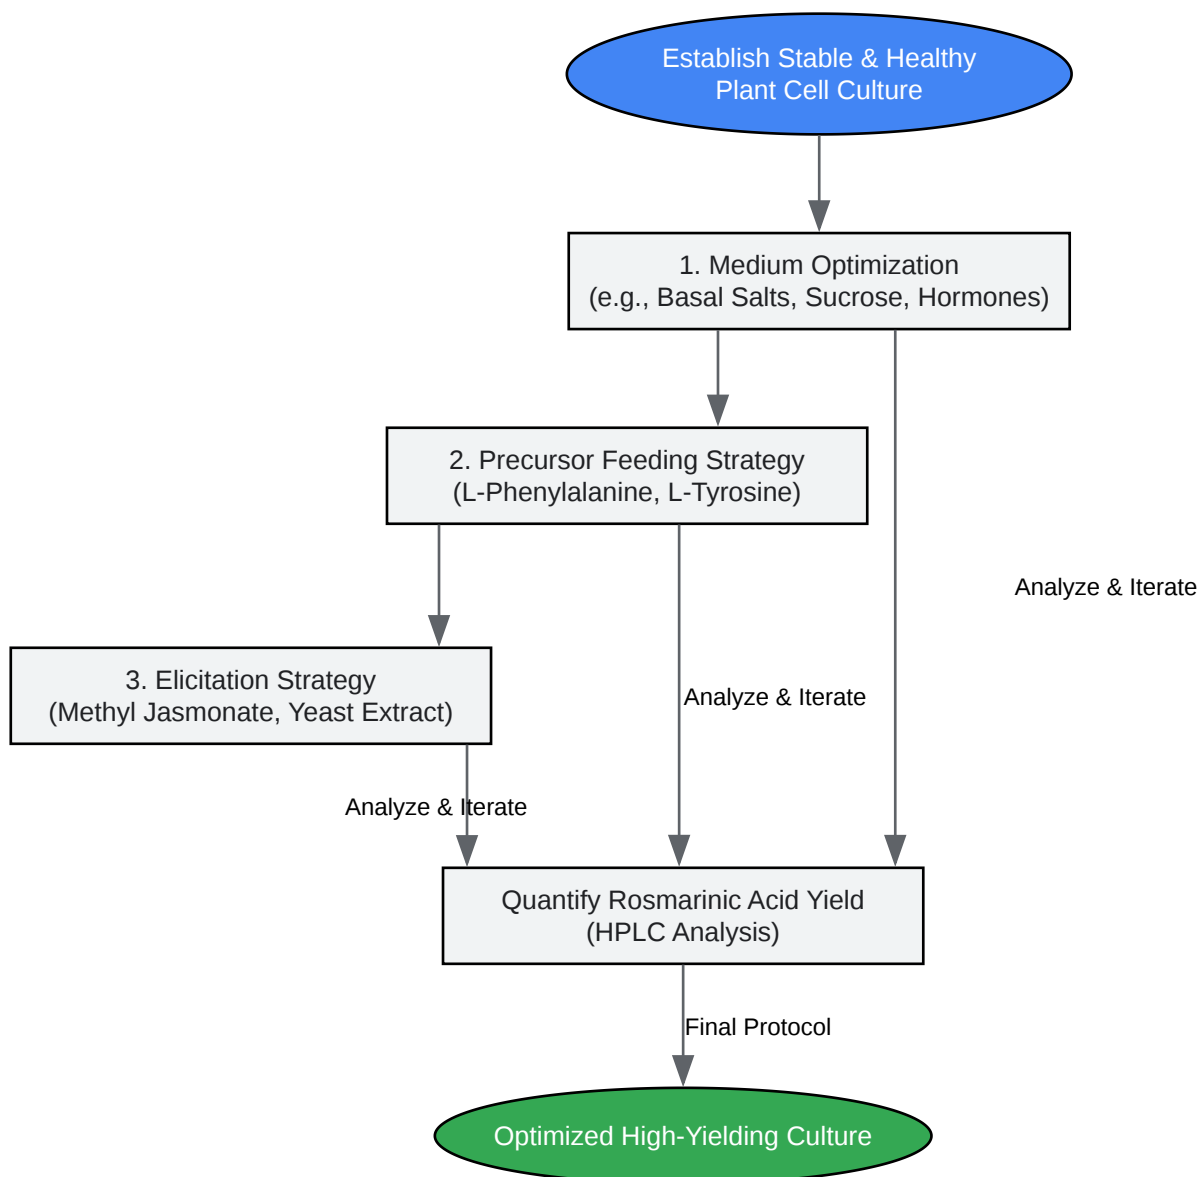 Establish Stable & Healthy
Plant Cell Culture
1. Medium Optimization
(e.g., Basal Salts, Sucrose, Hormones)
2. Precursor Feeding Strategy
(L-Phenylalanine, L-Tyrosine)
Analyze & Iterate
3. Elicitation Strategy
(Methyl Jasmonate, Yeast Extract)
Analyze & Iterate
Analyze & Iterate
Quantify Rosmarinic Acid Yield
(HPLC Analysis)
Final Protocol
Optimized High-Yielding Culture